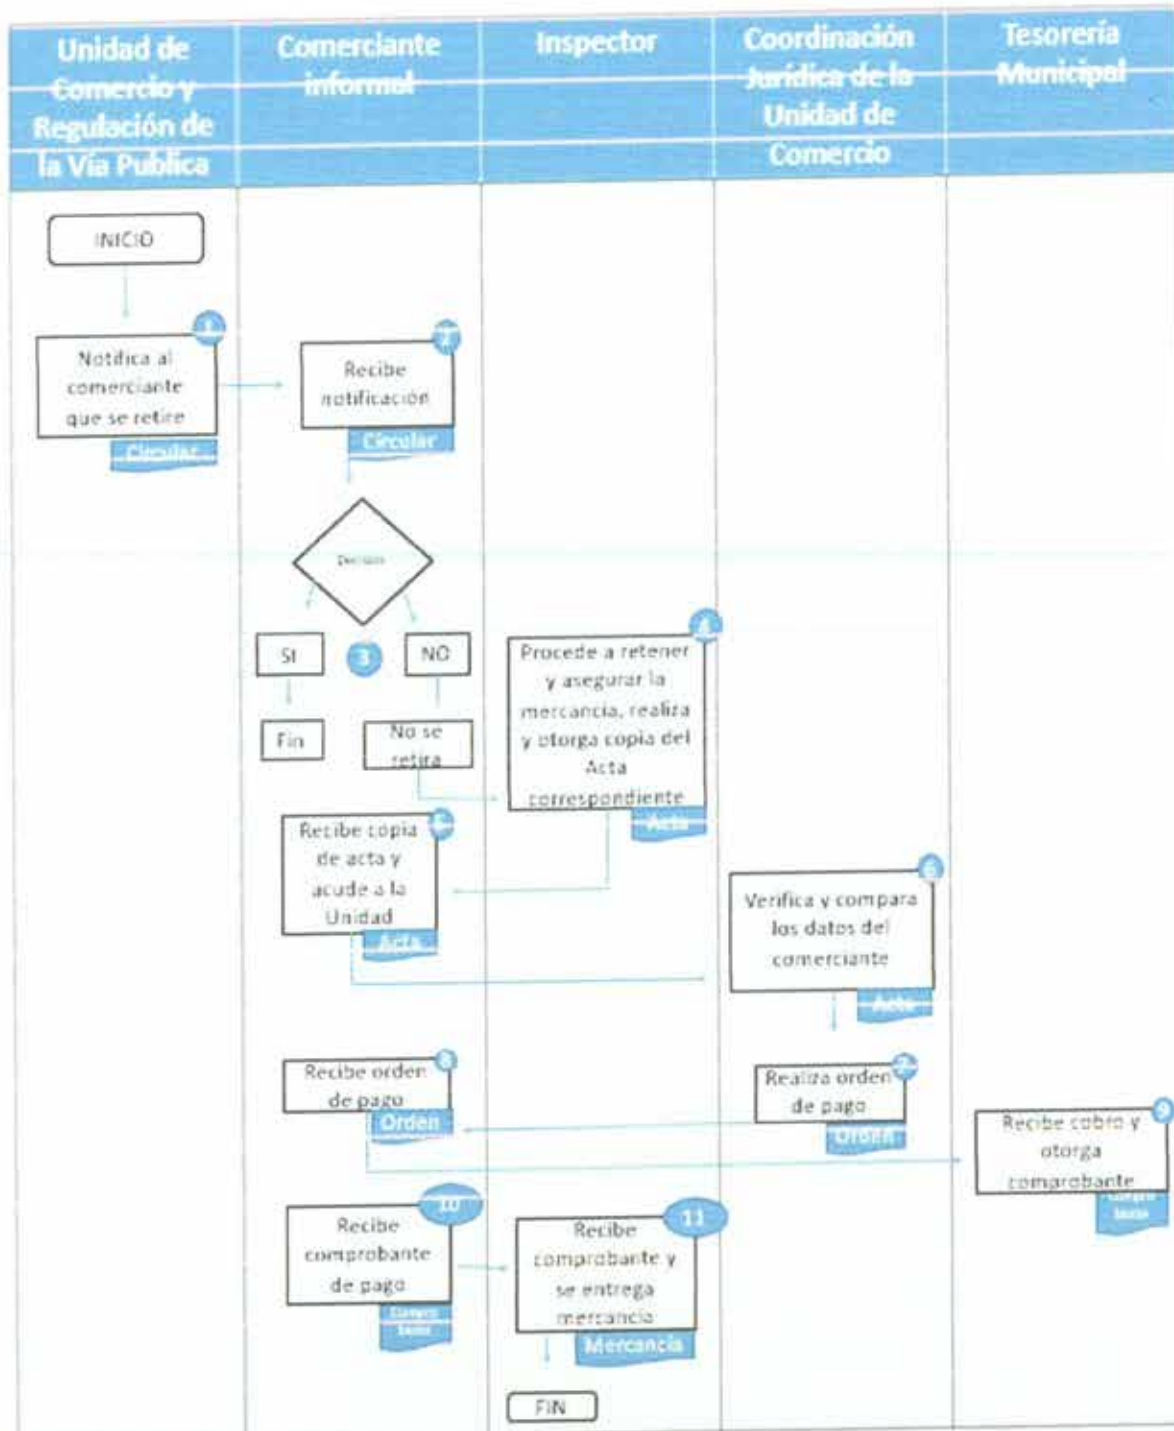 Unidad de
Comercio y
Regulación de
la Vía Publica
Comerciante
informal
Inspector
Coordinación
Jurídica de la
Unidad de
Comercio
Tesorería
Municipal
INICIO
1
Notifica al
comerciante
que se retire
Circular
2
Recibe
notificación
Circular
SI
3
NO
Fin
No se
retira
4
Procede a retener
y asegurar la
mercancía, realiza
y otorga copia del
Acta
correspondiente
Acta
5
Recibe copia
de acta y
acude a la
Unidad
Acta
6
Verifica y compara
los datos del
comerciante
Acta
7
Realiza orden
de pago
Orden
8
Recibe orden
de pago
Orden
9
Recibe cobro y
otorga
comprobante
10
Recibe
comprobante
de pago
11
Recibe
comprobante y
se entrega
mercancía
Mercancía
FIN